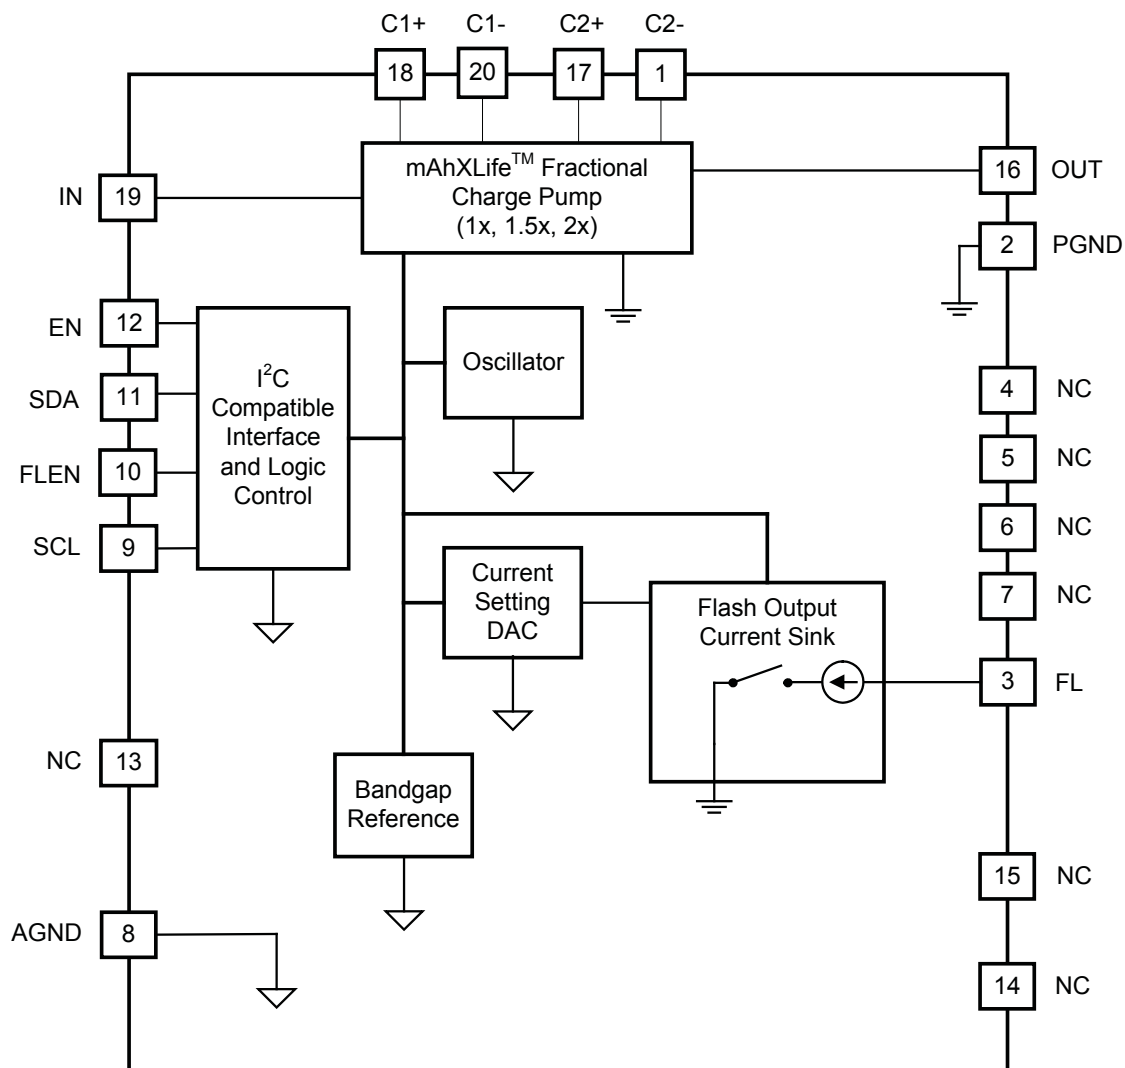 C1+ C1- C2+ C2-
18 20 17 1
mAhXLife™ Fractional
Charge Pump
(1x, 1.5x, 2x)
IN 19
16 OUT
2 PGND
EN 12
SDA 11
FLEN 10
SCL 9
I²C
Compatible
Interface
and Logic
Control
Oscillator
4 NC
5 NC
6 NC
7 NC
Current
Setting
DAC
Flash Output
Current Sink
3 FL
NC 13
Bandgap
Reference
15 NC
AGND 8
14 NC